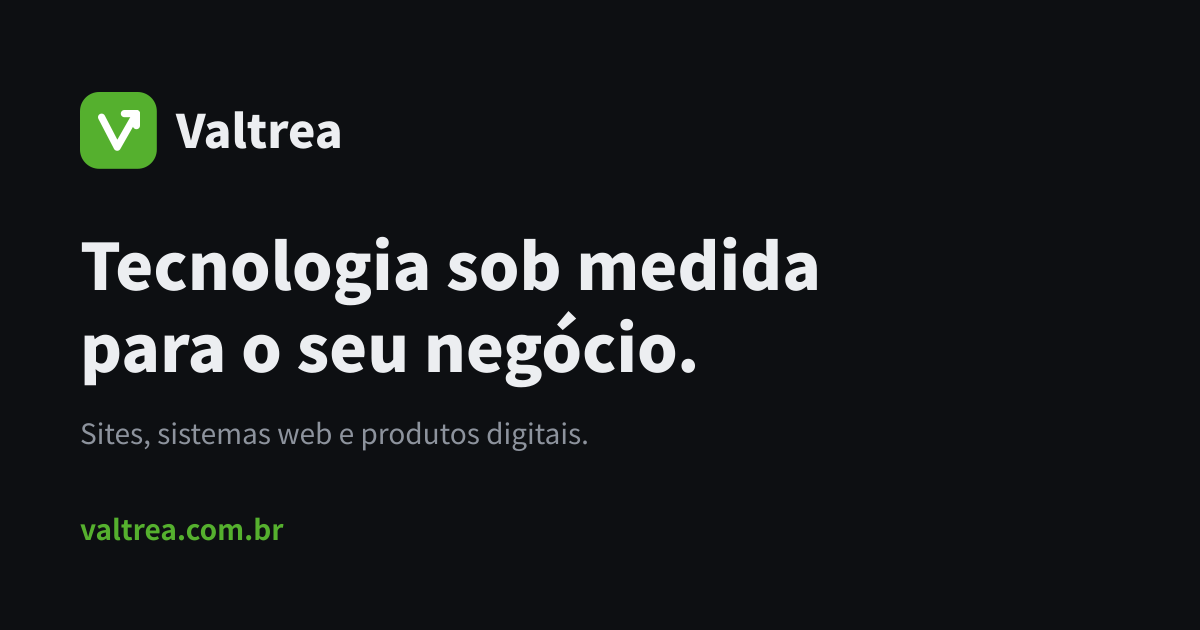 Valtrea
Tecnologia sob medida
para o seu negócio.
Sites, sistemas web e produtos digitais.
valtrea.com.br